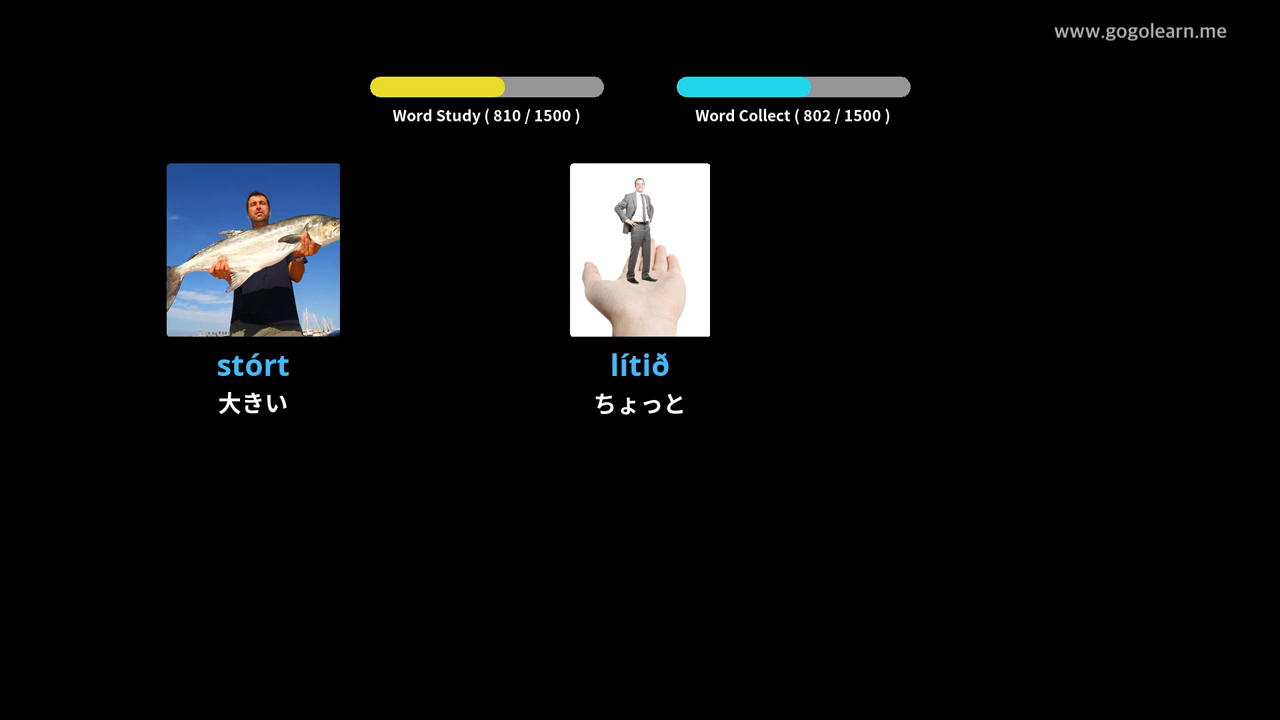 www.gogolearn.me
Word Study ( 810 / 1500 )
Word Collect ( 802 / 1500 )
stórt
大きい
lítið
ちょっと